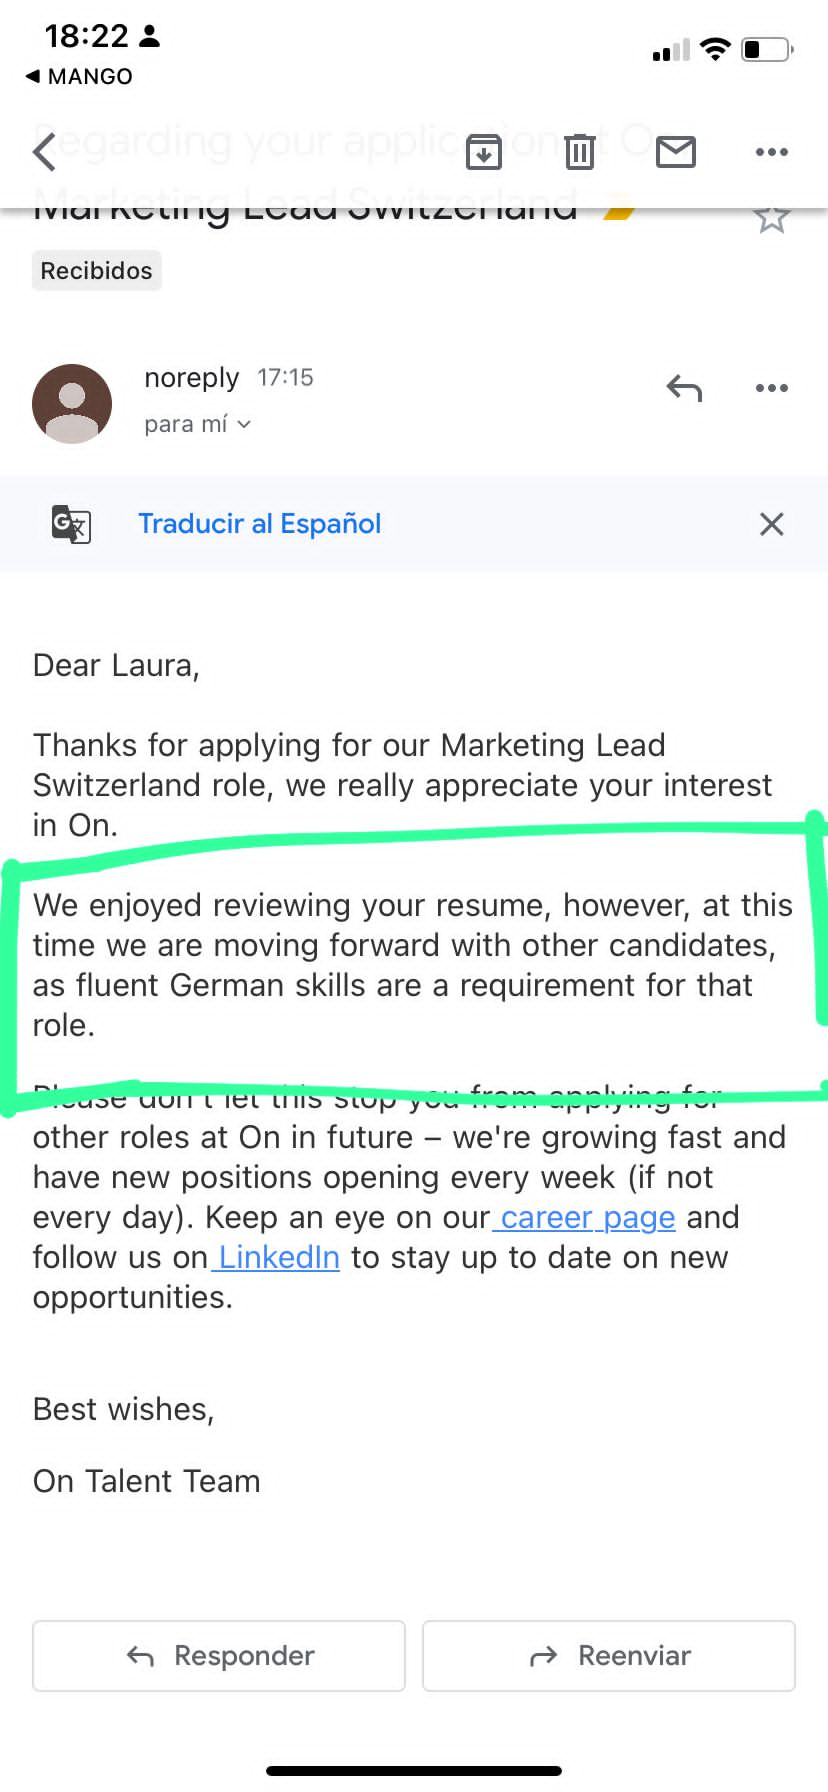 18:22
MANGO
Regarding your application at On
Marketing Lead Switzerland
Recibidos
noreply 17:15
para mí
Traducir al Español
Dear Laura,
Thanks for applying for our Marketing Lead
Switzerland role, we really appreciate your interest
in On.
We enjoyed reviewing your resume, however, at this
time we are moving forward with other candidates,
as fluent German skills are a requirement for that
role.
Please don't let this stop you from applying for
other roles at On in future – we're growing fast and
have new positions opening every week (if not
every day). Keep an eye on our career page and
follow us on LinkedIn to stay up to date on new
opportunities.
Best wishes,
On Talent Team
Responder
Reenviar